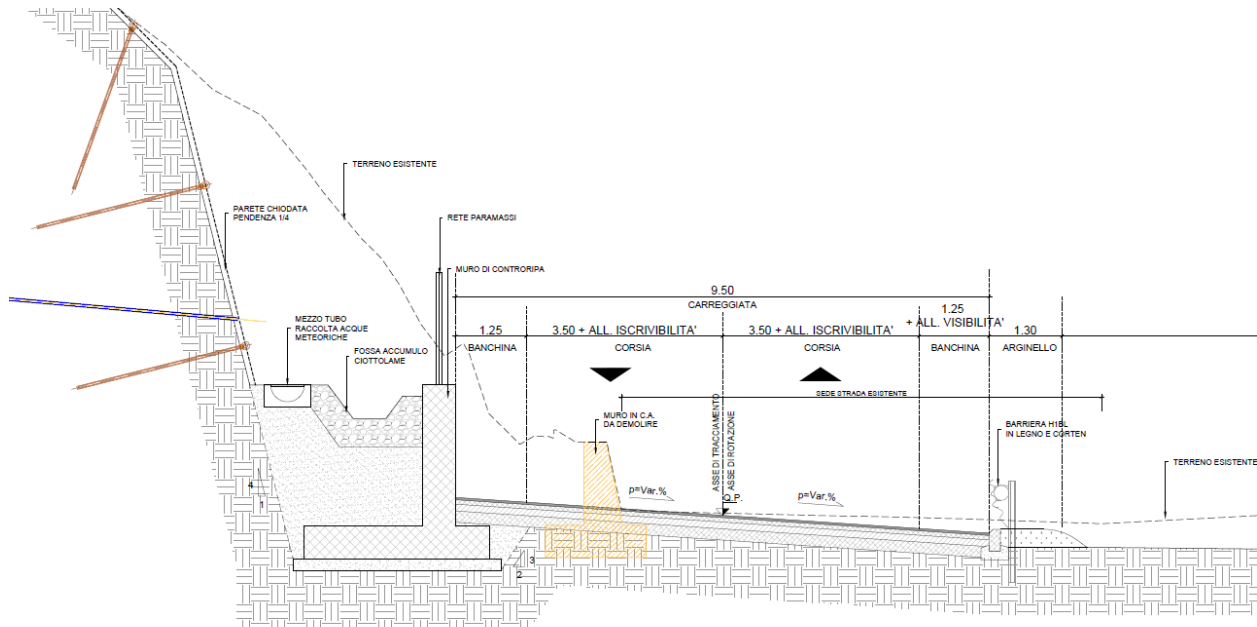 TERRENO ESISTENTE
PARETE CHIODATA
PENDENZA 1/4
RETE PARAMASSI
MURO DI CONTRORIPA
9.50
CARREGGIATA
1.25
+ ALL. VISIBILITA'
MEZZO TUBO
RACCOLTA ACQUE
METEORICHE
1.25
3.50 + ALL. ISCRIVIBILITA'
3.50 + ALL. ISCRIVIBILITA'
1.30
FOSSA ACCUMULO
CIOTTOLAME
BANCHINA
CORSIA
CORSIA
BANCHINA
ARGINELLO
SEDE STRADA ESISTENTE
MURO IN C.A.
DA DEMOLIRE
ASSE DI TRACCIAMENTO
ASSE DI ROTAZIONE
BARRIERA H1BL
IN LEGNO E CORTEN
TERRENO ESISTENTE
4
1
p=Var.%
Q.P.
p=Var.%
3
2